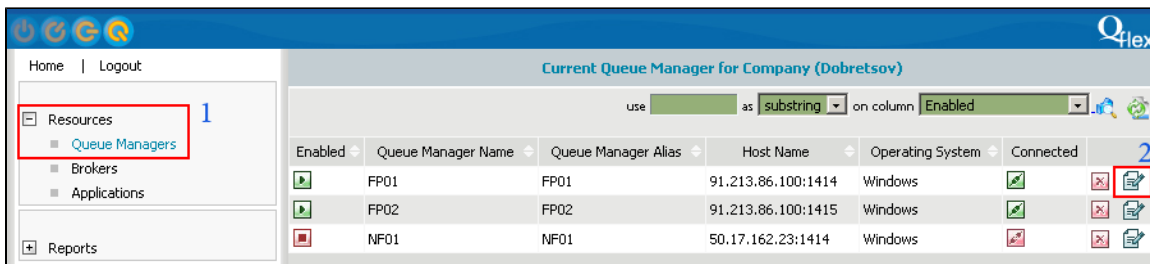 Qflex
Home | Logout
Current Queue Manager for Company (Dobretsov)
Resources 1
Queue Managers
Brokers
Applications
Reports
use as substring on column Enabled
Enabled Queue Manager Name Queue Manager Alias Host Name Operating System Connected 2
FP01 FP01 91.213.86.100:1414 Windows
FP02 FP02 91.213.86.100:1415 Windows
NF01 NF01 50.17.162.23:1414 Windows